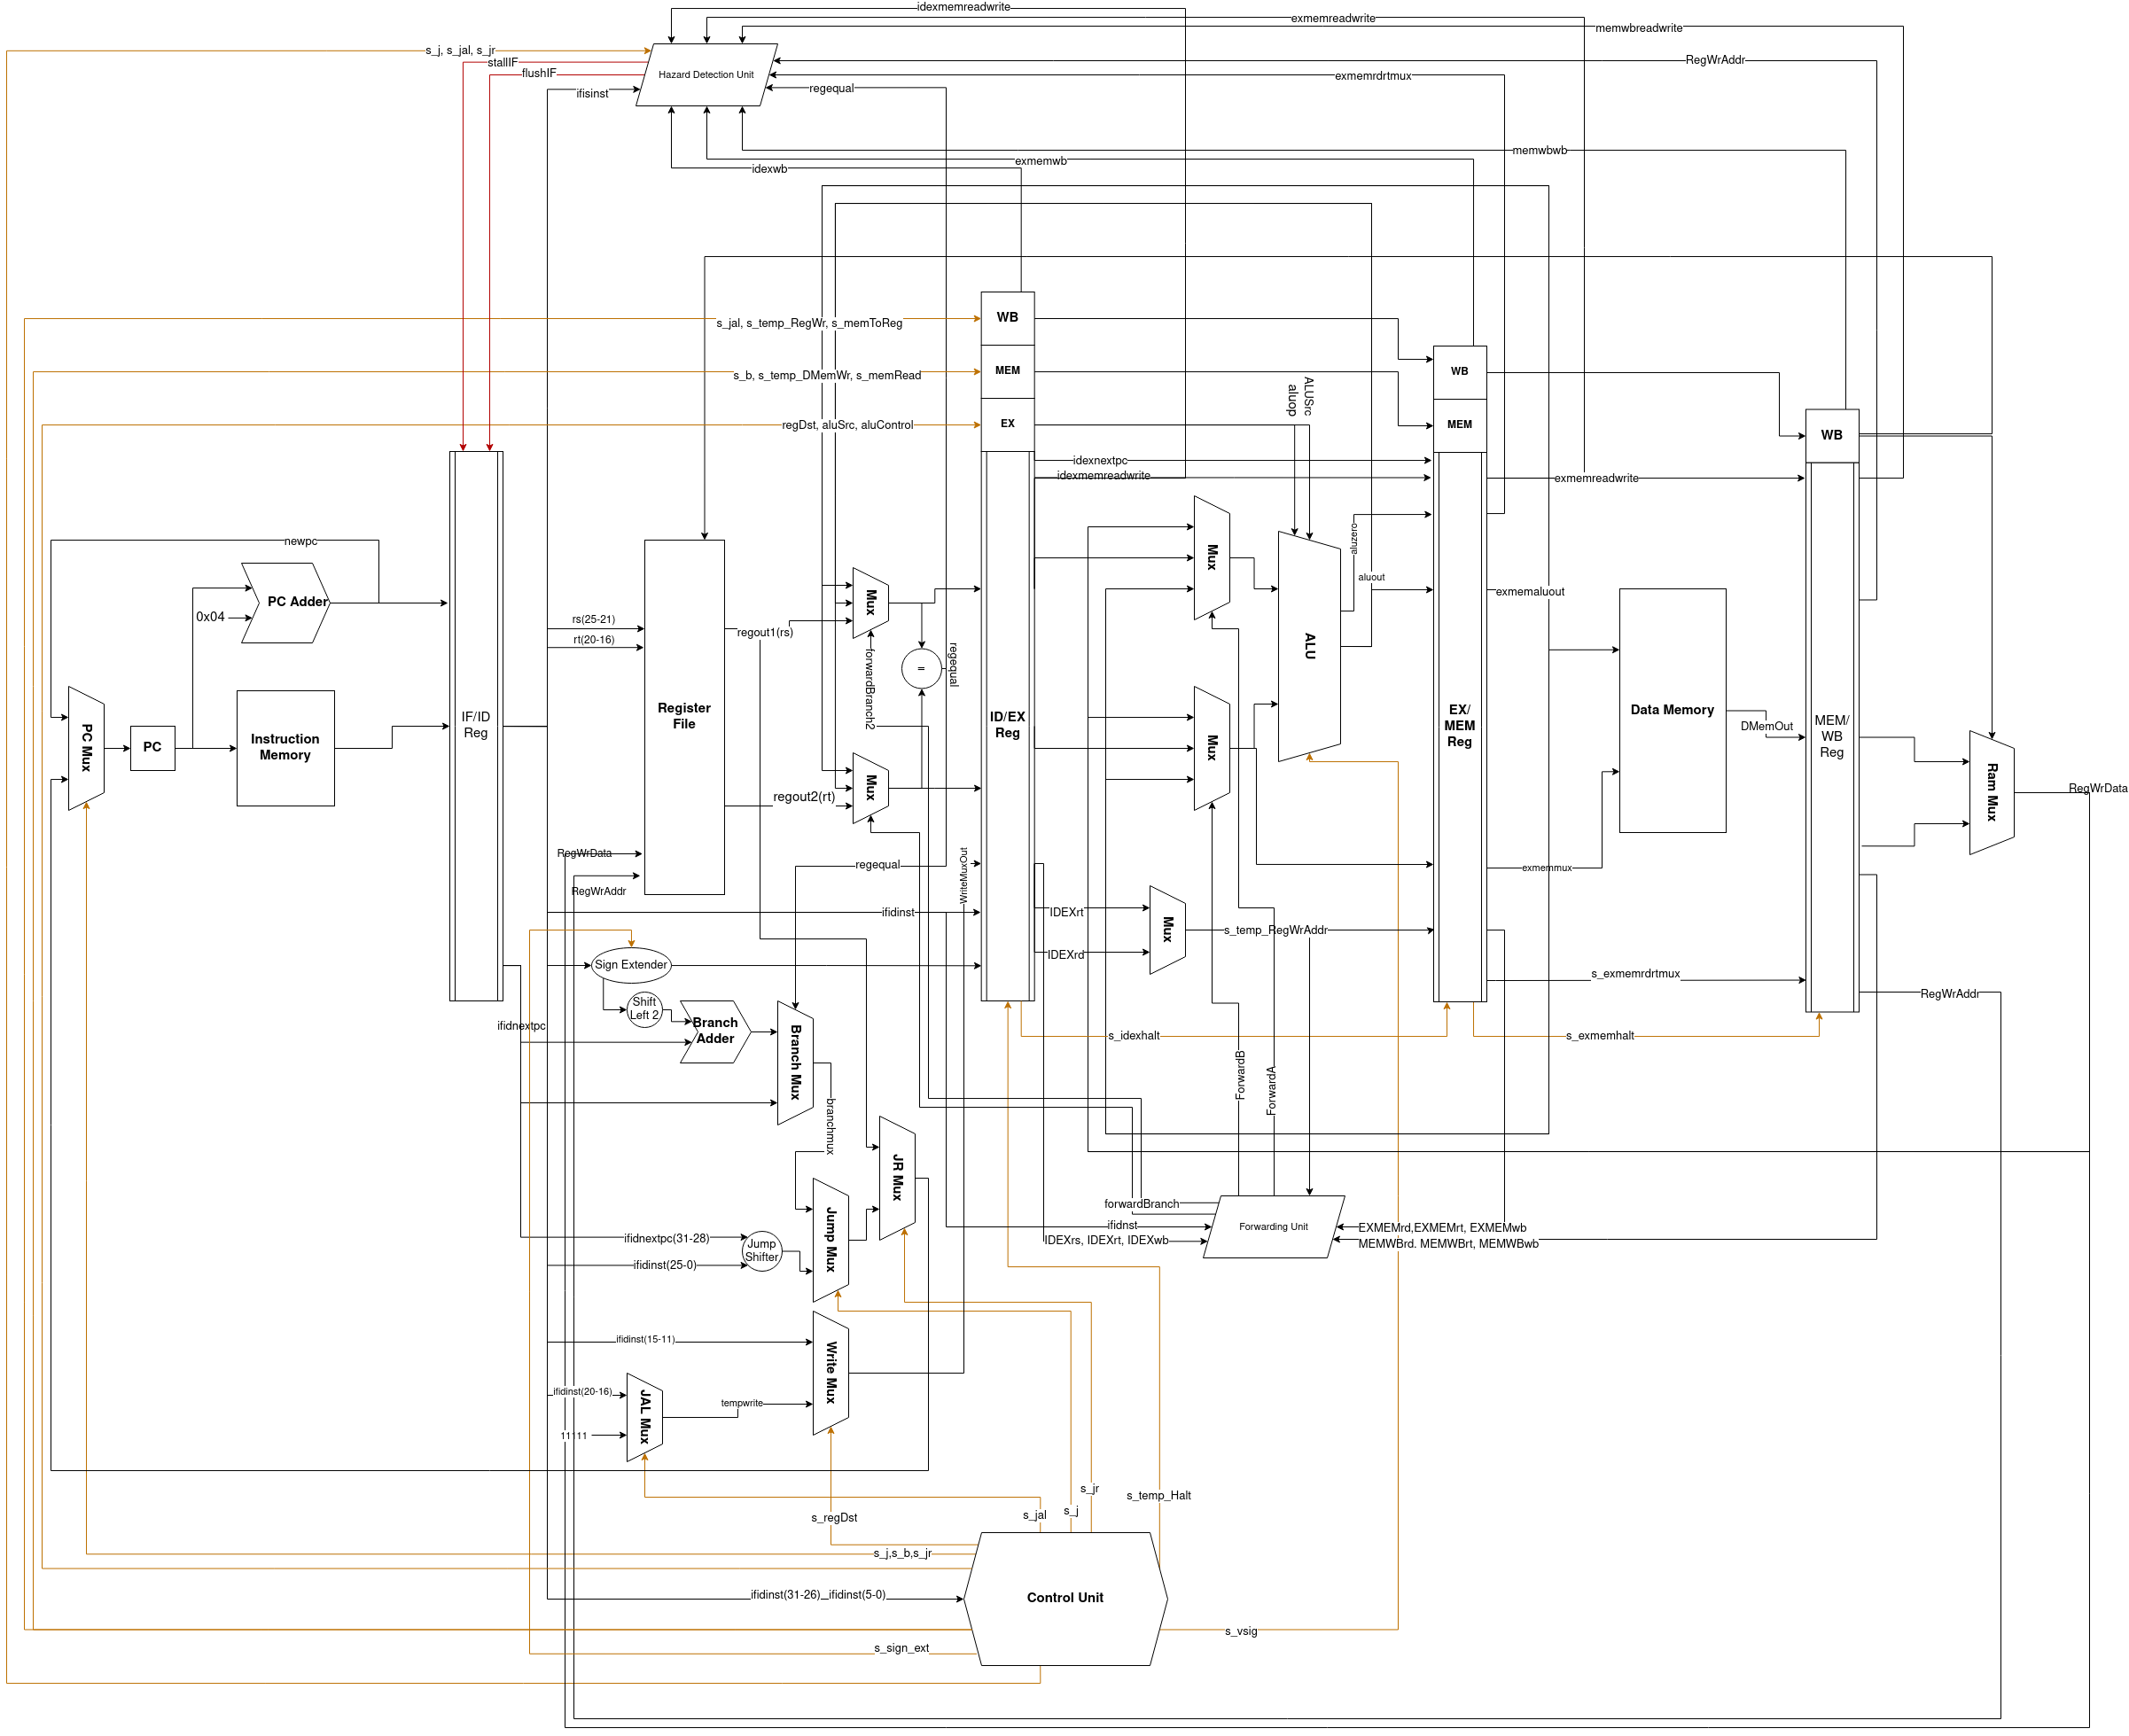 idexmemreadwrite
exmemreadwrite
memwbreadwrite
s_j, s_jal, s_jr
stallIF
flushIF
Hazard Detection Unit
RegWrAddr
exmemrdrtmux
ifisinst
regequal
memwbwb
exmemwb
idexwb
WB
s_jal, s_temp_RegWr, s_memToReg
MEM
s_b, s_temp_DMemWr, s_memRead
WB
ALUSrc
aluop
EX
regDst, aluSrc, aluControl
MEM
WB
idexnextpc
idexmemreadwrite
exmemreadwrite
newpc
aluzero
Mux
PC Adder
0x04
aluout
exmemaluout
rs(25-21)
rt(20-16)
regout1(rs)
Mux
=
regequal
forwardBranch2
ALU
Register
File
IF/ID
Reg
ID/EX
Reg
EX/
MEM
Reg
Data Memory
DMemOut
MEM/
WB
Reg
PC Mux
PC
Instruction
Memory
Mux
Mux
regout2(rt)
Ram Mux
RegWrData
RegWrData
RegWrAddr
regequal
WriteMuxOut
exmemmux
ifidinst
IDEXrt
IDEXrd
Mux
s_temp_RegWrAddr
Sign Extender
s_exmemrdrtmux
RegWrAddr
Shift
Left 2
ifidnextpc
Branch
Adder
Branch Mux
branchmux
s_idexhalt
s_exmemhalt
ForwardB
ForwardA
JR Mux
forwardBranch
ifidnst
IDEXrs, IDEXrt, IDEXwb
Forwarding Unit
EXMEMrd,EXMEMrt, EXMEMwb
MEMWBrd. MEMWBrt, MEMWBwb
ifidnextpc(31-28)
Jump
Shifter
ifidinst(25-0)
Jump Mux
ifidinst(15-11)
Write Mux
ifidinst(20-16)
JAL Mux
tempwrite
11111
s_regDst
s_jal
s_j
s_jr
s_temp_Halt
s_j,s_b,s_jr
ifidinst(31-26)_ifidinst(5-0)
Control Unit
s_vsig
s_sign_ext